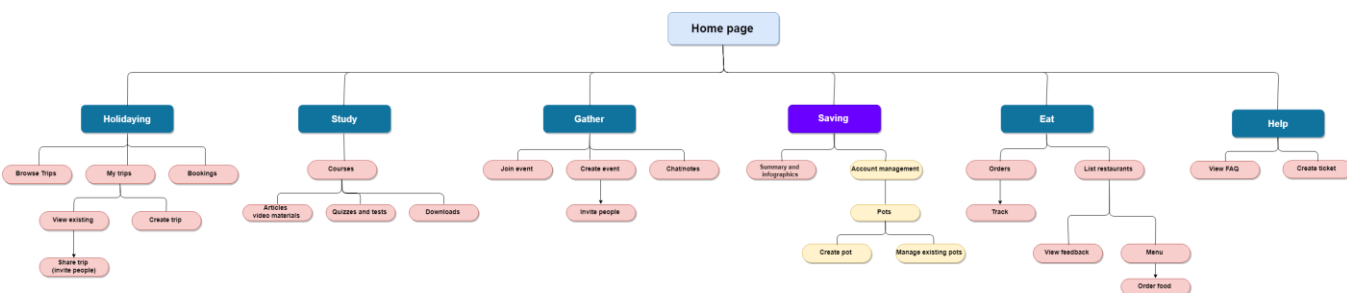 Home page
Holidaying
Study
Gather
Saving
Eat
Help
Browse Trips
My trips
Bookings
Courses
Join event
Create event
Chat/notes
Summary and
infographics
Account management
Orders
List restaurants
View FAQ
Create ticket
View existing
Create trip
Articles
video materials
Quizzes and tests
Downloads
Invite people
Pots
Track
Share trip
(invite people)
Create pot
Manage existing pots
View feedback
Menu
Order food